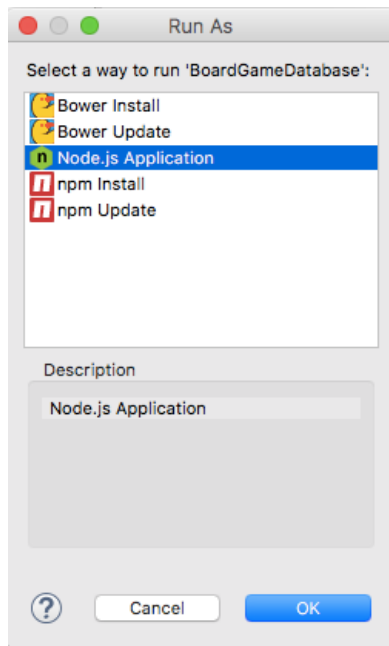 Run As
Select a way to run 'BoardGameDatabase':
Bower Install
Bower Update
n Node.js Application
npm Install
npm Update
Description
Node.js Application
? Cancel OK